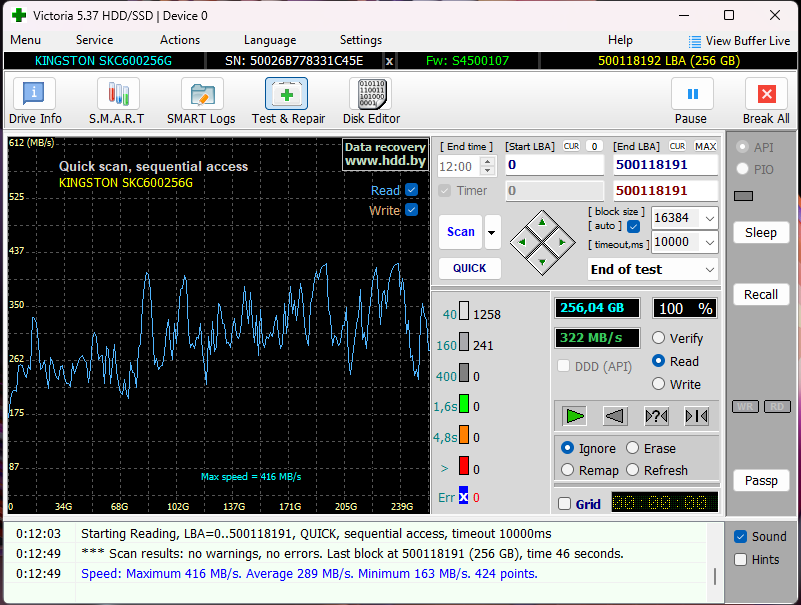 Victoria 5.37 HDD/SSD | Device 0
Menu Service Actions Language Settings Help View Buffer Live
KINGSTON SKC600256G SN: 50026B778331C45E x Fw: S4500107 500118192 LBA (256 GB)
Drive Info S.M.A.R.T SMART Logs Test & Repair Disk Editor Pause Break All
612 (MB/s)
Data recovery
www.hdd.by
Quick scan, sequential access
KINGSTON SKC600256G
Read
Write
525
437
350
262
175
87
Max speed = 416 MB/s
0 34G 68G 102G 137G 171G 205G 239G
[ End time ] [Start LBA] CUR 0 [End LBA] CUR MAX
12:00 0 500118191
Timer 0 500118191
Scan
QUICK
[ block size ] 16384
[ auto ]
[ timeout,ms ] 10000
End of test
40 1258
160 241
400 0
1,6s 0
4,8s 0
> 0
Err x 0
256,04 GB 100 %
322 MB/s Verify
DDD (API) Read
Write
Ignore Erase
Remap Refresh
Grid 00:00:00
API
PIO
Sleep
Recall
WR RD
Passp
Sound
Hints
0:12:03 Starting Reading, LBA=0..500118191, QUICK, sequential access, timeout 10000ms
0:12:49 *** Scan results: no warnings, no errors. Last block at 500118191 (256 GB), time 46 seconds.
0:12:49 Speed: Maximum 416 MB/s. Average 289 MB/s. Minimum 163 MB/s. 424 points.